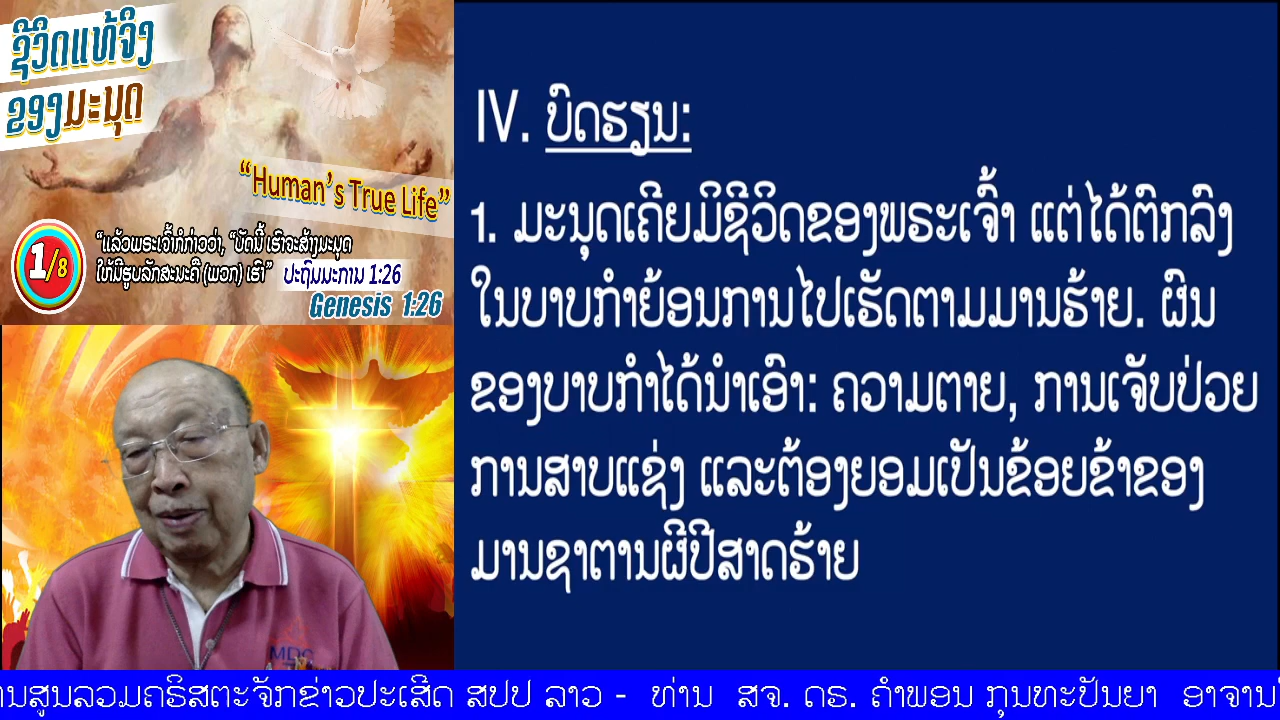 ຊີວິດແທ້ຈິງ
ຂອງມະນຸດ
“Human’s True Life”
1/8
“ແລ້ວພຣະເຈົ້າກໍກ່າວວ່າ, “ບັດນີ້ ເຮົາຈະສ້າງມະນຸດ
ໃຫ້ມີຮູບລັກສະນະຄື (ພວກ) ເຮົາ” ປະຖົມມະການ 1:26
Genesis 1:26
IV. ບົດຮຽນ:
1. ມະນຸດເຄີຍມີຊີວິດຂອງພຣະເຈົ້າ ແຕ່ໄດ້ຕົກລົງ
ໃນບາບກຳຍ້ອນການໄປເຮັດຕາມມານຮ້າຍ. ຜົນ
ຂອງບາບກຳໄດ້ນຳເອົາ: ຄວາມຕາຍ, ການເຈັບປ່ວຍ
ການສາບແຊ່ງ ແລະຕ້ອງຍອມເປັນຂ້ອຍຂ້າຂອງ
ມານຊາຕານຜີປີສາດຮ້າຍ
MDC
ານສູນລວມຄຣິສຕະຈັກຂ່າວປະເສີດ ສປປ ລາວ - ທ່ານ ສຈ. ດຣ. ຄຳພອນ ກຸນທະປັນຍາ ອາຈານ